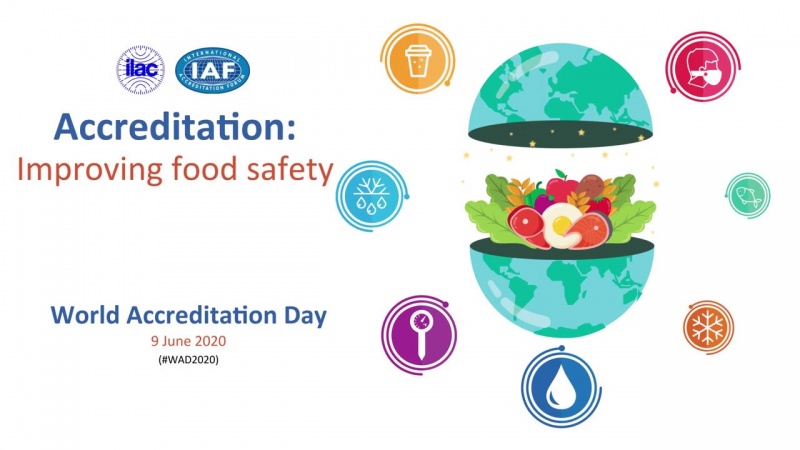 ilac
INTERNATIONAL
IAF
ACCREDITATION FORUM
Accreditation:
Improving food safety
World Accreditation Day
9 June 2020
(#WAD2020)